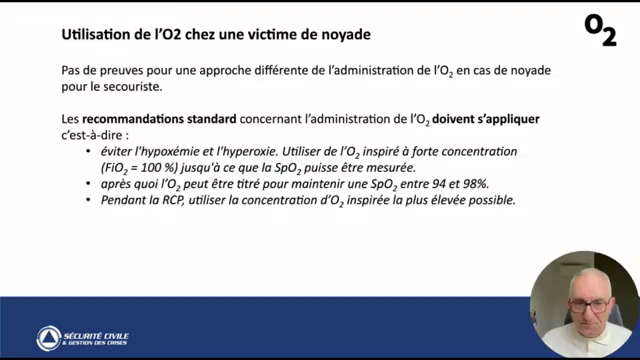 Utilisation de l'O2 chez une victime de noyade
O2
Pas de preuves pour une approche différente de l'administration de l'O2 en cas de noyade
pour le secouriste.
Les recommandations standard concernant l'administration de l'O2 doivent s'appliquer
c'est-à-dire :
• éviter l'hypoxémie et l'hyperoxie. Utiliser de l'O2 inspiré à forte concentration
(FiO2 = 100 %) jusqu'à ce que la SpO2 puisse être mesurée.
• après quoi l'O2 peut être titré pour maintenir une SpO2 entre 94 et 98%.
• Pendant la RCP, utiliser la concentration d'O2 inspirée la plus élevée possible.
SÉCURITÉ CIVILE
& GESTION DES CRISES